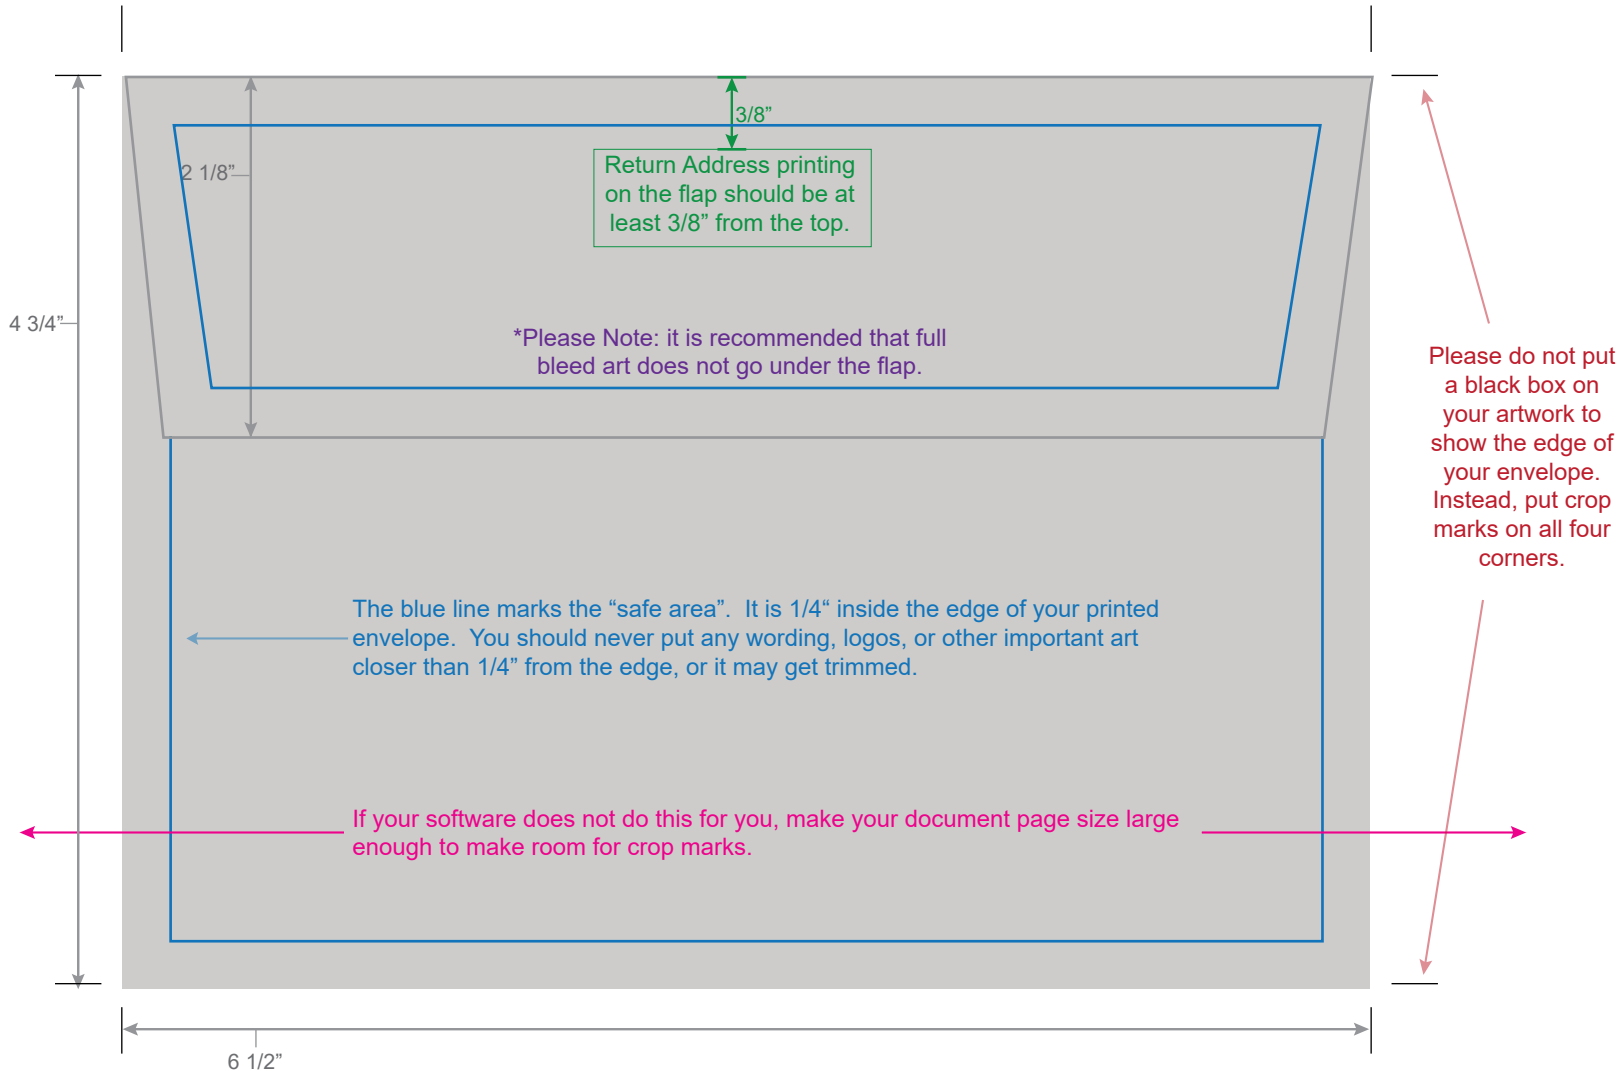 3/8”
2 1/8”
Return Address printing
on the flap should be at
least 3/8” from the top.
4 3/4”
*Please Note: it is recommended that full
bleed art does not go under the flap.
Please do not put
a black box on
your artwork to
show the edge of
your envelope.
Instead, put crop
marks on all four
corners.
The blue line marks the “safe area”.  It is 1/4“ inside the edge of your printed
envelope.  You should never put any wording, logos, or other important art
closer than 1/4” from the edge, or it may get trimmed.
If your software does not do this for you, make your document page size large
enough to make room for crop marks.
6 1/2”